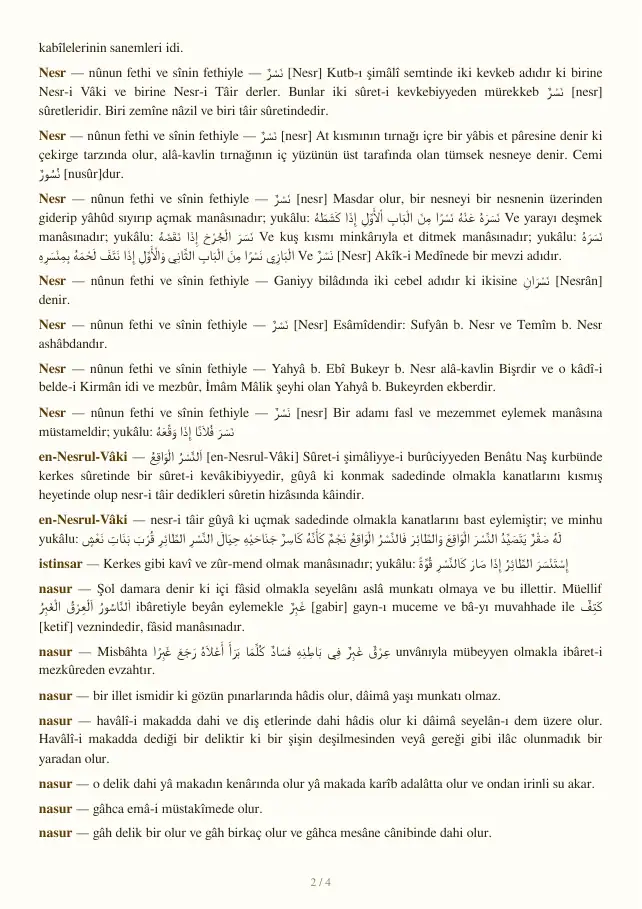 kabîlelerinin sanemleri idi.
Nesr — nûnun fethi ve sînin fethiyle — نَسْرٌ [Nesr] Kutb-ı şimâlî semtinde iki kevkeb adıdır ki birine
Nesr-i Vâki ve birine Nesr-i Tâir derler. Bunlar iki sûret-i kevkebiyyeden mürekkeb نَسْرٌ [nesr]
sûretleridir. Biri zemîne nâzil ve biri tâir sûretindedir.
Nesr — nûnun fethi ve sînin fethiyle — نَسْرٌ [nesr] At kısmının tırnağı içre bir yâbis et pâresine denir ki
çekirge tarzında olur, alâ-kavlin tırnağının iç yüzünün üst tarafında olan tümsek nesneye denir. Cemi
نُسُورٌ [nusûr]dur.
Nesr — nûnun fethi ve sînin fethiyle — نَسْرٌ [nesr] Masdar olur, bir nesneyi bir nesnenin üzerinden
giderip yâhûd sıyırıp açmak manâsınadır; yukâlu: نَسَرَهُ عَنْهُ نَسْرًا مِنَ الْبَابِ اْلأَوَّلِ إِذَا كَشَطَهُ Ve yarayı deşmek
manâsınadır; yukâlu: نَسَرَ الْجُرْحَ إِذَا نَقَضَهُ Ve kuş kısmı minkârıyla et ditmek manâsınadır; yukâlu: نَسَرَهُ
الْبَازِي نَسْرًا مِنَ الْبَابِ الثَّانِي وَالْأَوَّلِ إِذَا نَتَفَ لَحْمَهُ بِمِنْسَرِهِ Ve نَسْرٌ [Nesr] Akîk-i Medînede bir mevzi adıdır.
Nesr — nûnun fethi ve sînin fethiyle — Ganiyy bilâdında iki cebel adıdır ki ikisine نِسْرَانِ [Nesrân]
denir.
Nesr — nûnun fethi ve sînin fethiyle — نَسْرٌ [Nesr] Esâmîdendir: Sufyân b. Nesr ve Temîm b. Nesr
ashâbdandır.
Nesr — nûnun fethi ve sînin fethiyle — Yahyâ b. Ebî Bukeyr b. Nesr alâ-kavlin Bişrdir ve o kâdî-i
belde-i Kirmân idi ve mezbûr, İmâm Mâlik şeyhi olan Yahyâ b. Bukeyrden ekberdir.
Nesr — nûnun fethi ve sînin fethiyle — نَسْرٌ [nesr] Bir adamı fasl ve mezemmet eylemek manâsına
müstameldir; yukâlu: نَسَرَ فُلاَنًا إِذَا وَقَّعَهُ
en-Nesrul-Vâki — اَلنَّسْرُ الْوَاقِعُ [en-Nesrul-Vâki] Sûret-i şimâliyye-i burûciyyeden Benâtu Naş kurbünde
kerkes sûretinde bir sûret-i kevâkibiyyedir, gûyâ ki konmak sadedinde olmakla kanatlarını kısmış
heyetinde olup nesr-i tâir dedikleri sûretin hizâsında kâindir.
en-Nesrul-Vâki — nesr-i tâir gûyâ ki uçmak sadedinde olmakla kanatlarını bast eylemiştir; ve minhu
yukâlu: لَهُ صَقْرٌ يَتَصَيَّدُ النَّسْرَ الْوَاقِعَ وَالطَّائِرَ فَالنَّسْرُ الْوَاقِعُ نَجْمٌ كَأَنَّهُ كَاسِرٌ جَنَاحَيْهِ حِيَالَ النَّسْرِ الطَّائِرِ قُرْبَ بَنَاتِ نَعْشٍ
istinsar — Kerkes gibi kavî ve zûr-mend olmak manâsınadır; yukâlu: إِسْتَنْسَرَ الطَّائِرُ إِذَا صَارَ كَالنَّسْرِ قُوَّةً
nasur — Şol damara denir ki içi fâsid olmakla seyelânı aslâ munkatı olmaya ve bu illettir. Müellif
اَلنَّاسُورُ اَلْعِرْقُ الْغَبِرُ ibâretiyle beyân eylemekle غَبِرٌ [gabir] gayn-ı muceme ve bâ-yı muvahhade ile كَتِفٌ
[ketif] veznindedir, fâsid manâsınadır.
nasur — Misbâhta عِرْقٌ غَبِرٌ فِي بَاطِنِهِ فَسَادٌ كُلَّمَا بَرَأَ أَعْلاَهُ رَجَعَ غَبِرًا unvânıyla mübeyyen olmakla ibâret-i
mezkûreden evzahtır.
nasur — bir illet ismidir ki gözün pınarlarında hâdis olur, dâimâ yaşı munkatı olmaz.
nasur — havâlî-i makadda dahi ve diş etlerinde dahi hâdis olur ki dâimâ seyelân-ı dem üzere olur.
Havâlî-i makadda dediği bir deliktir ki bir şişin deşilmesinden veyâ gereği gibi ilâc olunmadık bir
yaradan olur.
nasur — o delik dahi yâ makadın kenârında olur yâ makada karîb adalâtta olur ve ondan irinli su akar.
nasur — gâhca emâ-i müstakîmede olur.
nasur — gâh delik bir olur ve gâh birkaç olur ve gâhca mesâne cânibinde dahi olur.
2 / 4